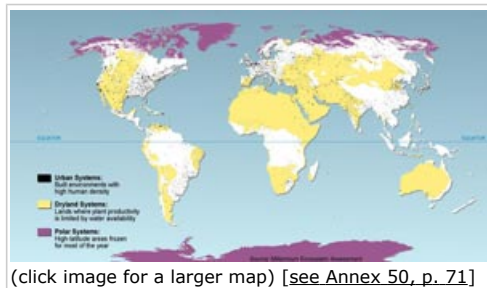 EQUATOR
EQUATOR
Urban Systems:
Built environments with
high human density
Dryland Systems:
Lands where plant productivity
is limited by water availability
Polar Systems:
High-latitude areas frozen
for most of the year
Source: Millennium Ecosystem Assessment
(click image for a larger map) [see Annex 50, p. 71]